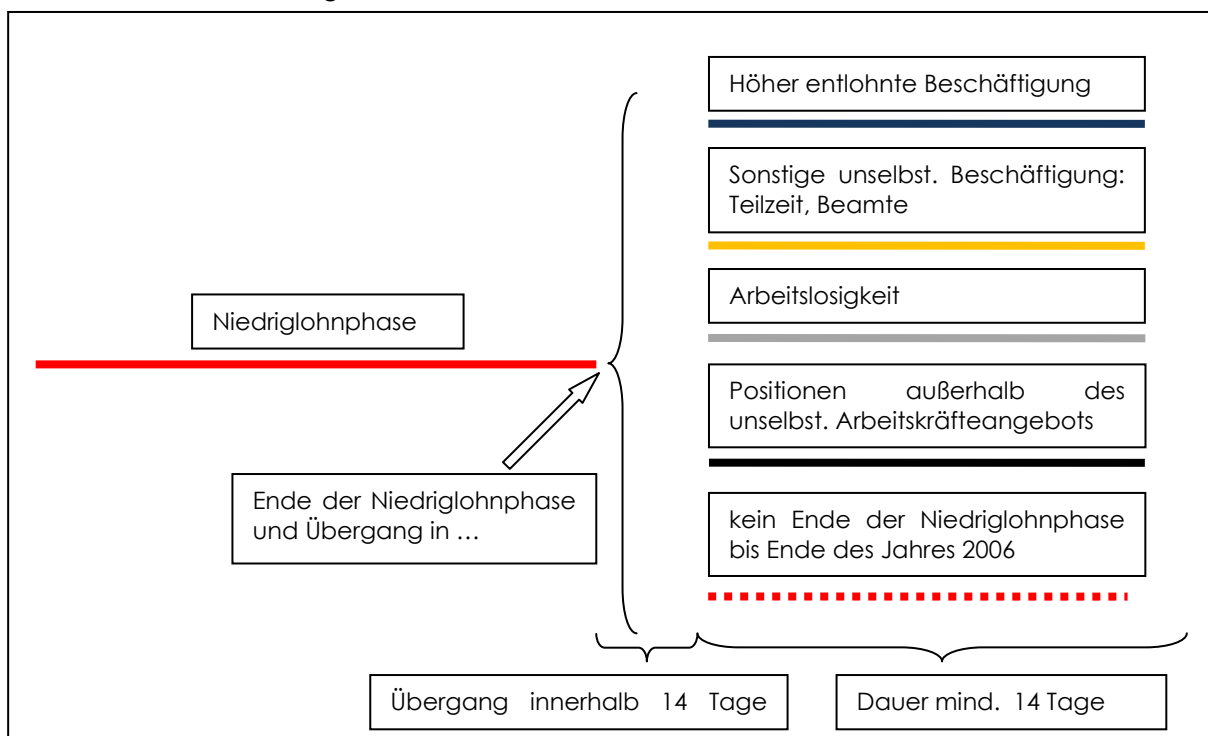 Höher entlohnte Beschäftigung
Sonstige unselbst. Beschäftigung:
Teilzeit, Beamte
Arbeitslosigkeit
Niedriglohnphase
Positionen außerhalb des
unselbst. Arbeitskräfteangebots
Ende der Niedriglohnphase
und Übergang in ...
kein Ende der Niedriglohnphase
bis Ende des Jahres 2006
Übergang innerhalb 14 Tage
Dauer mind. 14 Tage